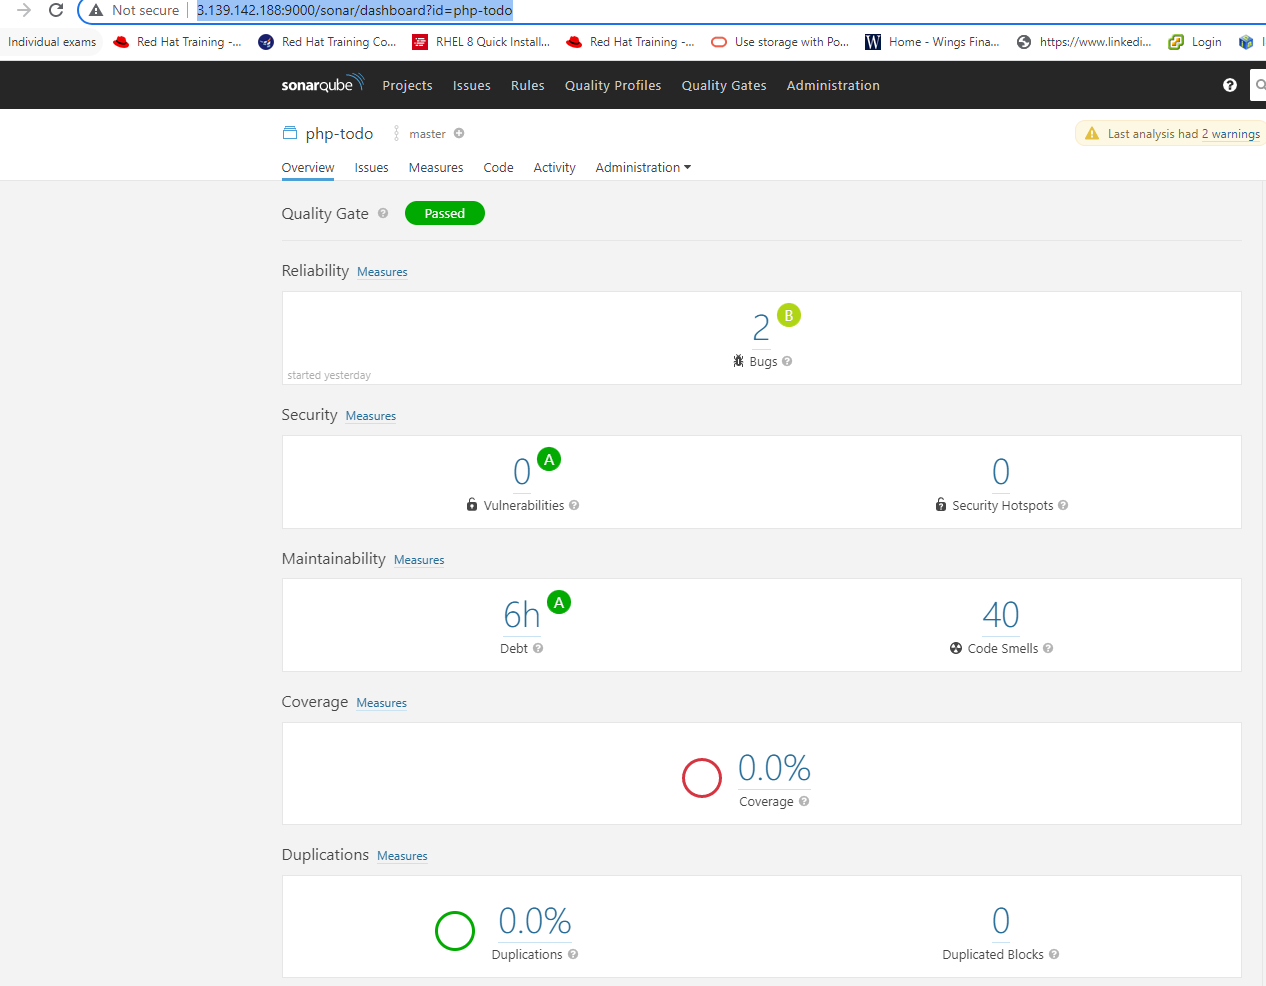 Not secure 3.139.142.188:9000/sonar/dashboard?id=php-todo
Individual exams Red Hat Training -... Red Hat Training Co... RHEL 8 Quick Install... Red Hat Training -... Use storage with Po... W Home - Wings Fina... https://www.linkedi... Login
sonarqube Projects Issues Rules Quality Profiles Quality Gates Administration ?
php-todo master Last analysis had 2 warnings
Overview Issues Measures Code Activity Administration
Quality Gate ? Passed
Reliability Measures
2 B
Bugs ?
started yesterday
Security Measures
0 A 0
Vulnerabilities ? Security Hotspots ?
Maintainability Measures
6h A 40
Debt ? Code Smells ?
Coverage Measures
0.0%
Coverage ?
Duplications Measures
0.0% 0
Duplications ? Duplicated Blocks ?